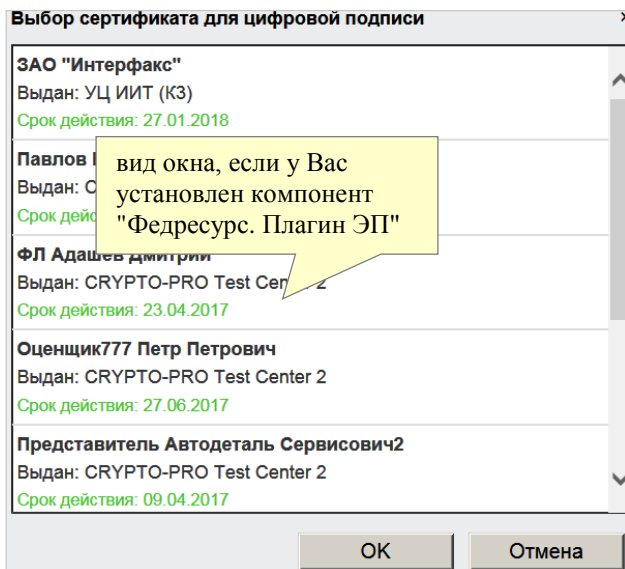 Выбор сертификата для цифровой подписи
ЗАО "Интерфакс"
Выдан: УЦ ИИТ (К3)
Срок действия: 27.01.2018
Павлов
Выдан:
Срок
вид окна, если у Вас
установлен компонент
"Федресурс. Плагин ЭП"
ФЛ Адашев Дмитрий
Выдан: CRYPTO-PRO Test Center 2
Срок действия: 23.04.2017
Оценщик777 Петр Петрович
Выдан: CRYPTO-PRO Test Center 2
Срок действия: 27.06.2017
Представитель Автодеталь Сервисович2
Выдан: CRYPTO-PRO Test Center 2
Срок действия: 09.04.2017
OK Отмена